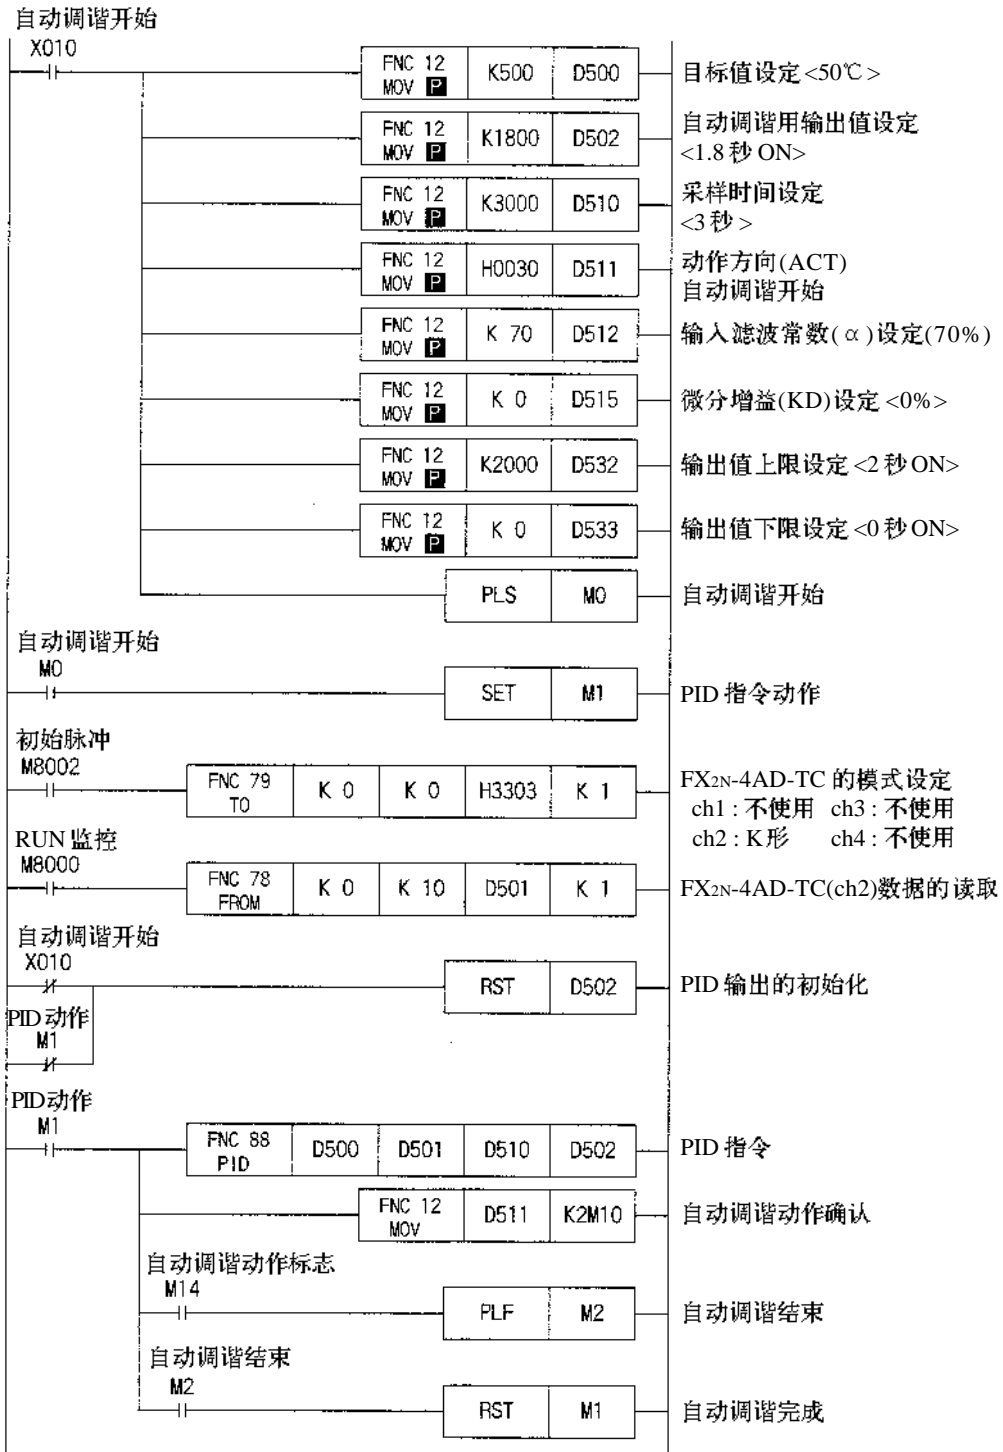 自动调谐开始
X010
FNC 12 MOV P K500 D500 目标值设定<50℃>
FNC 12 MOV P K1800 D502 自动调谐用输出值设定
<1.8秒ON>
FNC 12 MOV P K3000 D510 采样时间设定
<3秒>
FNC 12 MOV P H0030 D511 动作方向(ACT)
自动调谐开始
FNC 12 MOV P K 70 D512 输入滤波常数(α)设定(70%)
FNC 12 MOV P K 0 D515 微分增益(KD)设定<0%>
FNC 12 MOV P K2000 D532 输出值上限设定<2秒ON>
FNC 12 MOV P K 0 D533 输出值下限设定<0秒ON>
PLS M0 自动调谐开始
自动调谐开始
M0
SET M1 PID指令动作
初始脉冲
M8002
FNC 79 TO K 0 K 0 H3303 K 1 FX2N-4AD-TC的模式设定
ch1:不使用 ch3:不使用
ch2:K形 ch4:不使用
RUN监控
M8000
FNC 78 FROM K 0 K 10 D501 K 1 FX2N-4AD-TC(ch2)数据的读取
自动调谐开始
X010
RST D502 PID输出的初始化
PID动作
M1
PID动作
M1
FNC 88 PID D500 D501 D510 D502 PID指令
FNC 12 MOV D511 K2M10 自动调谐动作确认
自动调谐动作标志
M14
PLF M2 自动调谐结束
自动调谐结束
M2
RST M1 自动调谐完成